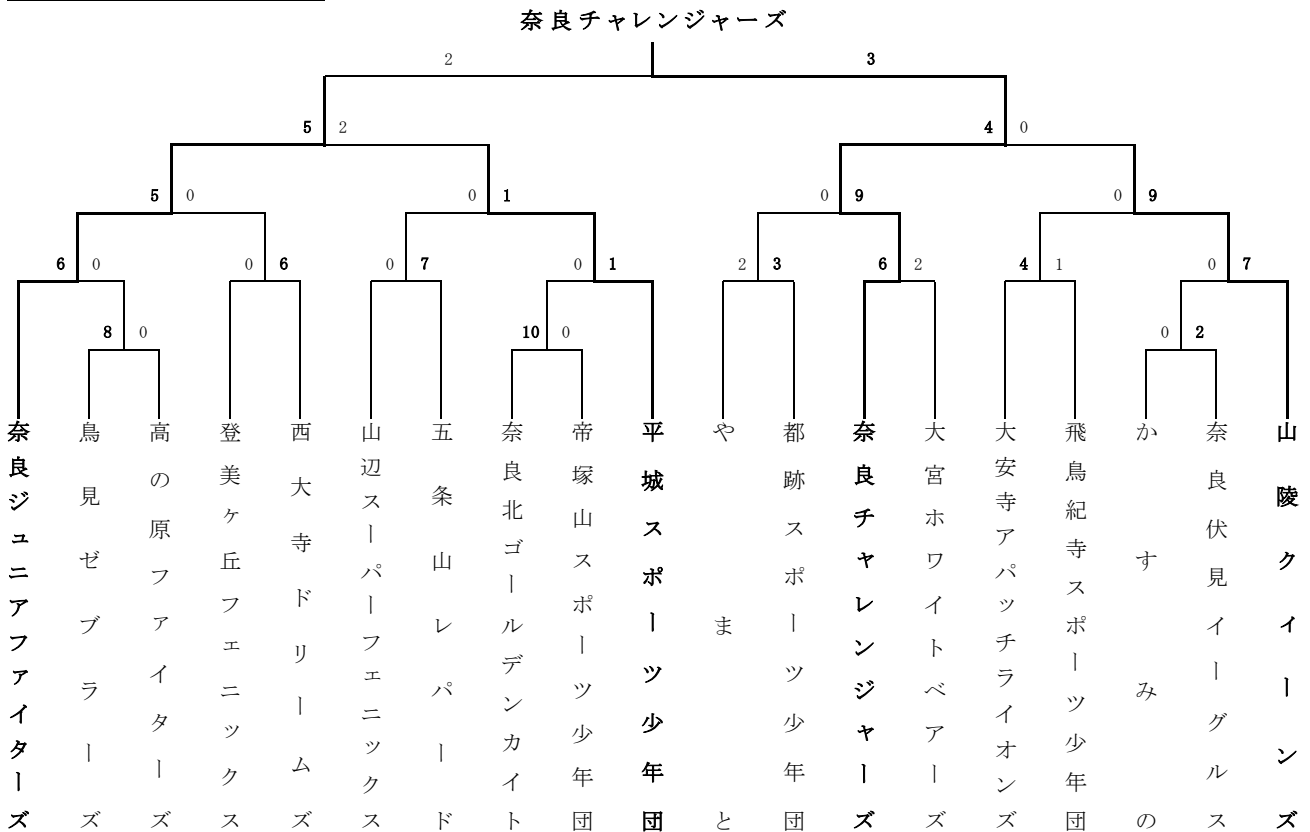 奈良チャレンジャーズ
2 3
5 2 4 0
5 0 0 1 0 9 0 9
6 0 0 6 0 7 0 1 2 3 6 2 4 1 0 7
8 0 10 0 0 2
奈良ジュニアファイターズ
鳥見ゼブラーズ
高の原ファイターズ
登美ヶ丘フェニックス
西大寺ドリームズ
山辺スーパーフェニックス
五条山レパード
奈良北ゴールデンカイト
帝塚山スポーツ少年団
平城スポーツ少年団
やまと
都跡スポーツ少年団
奈良チャレンジャーズ
大宮ホワイトベアーズ
大安寺アパッチライオンズ
飛鳥紀寺スポーツ少年団
かすみの
奈良伏見イーグルス
山陵クィーンズ